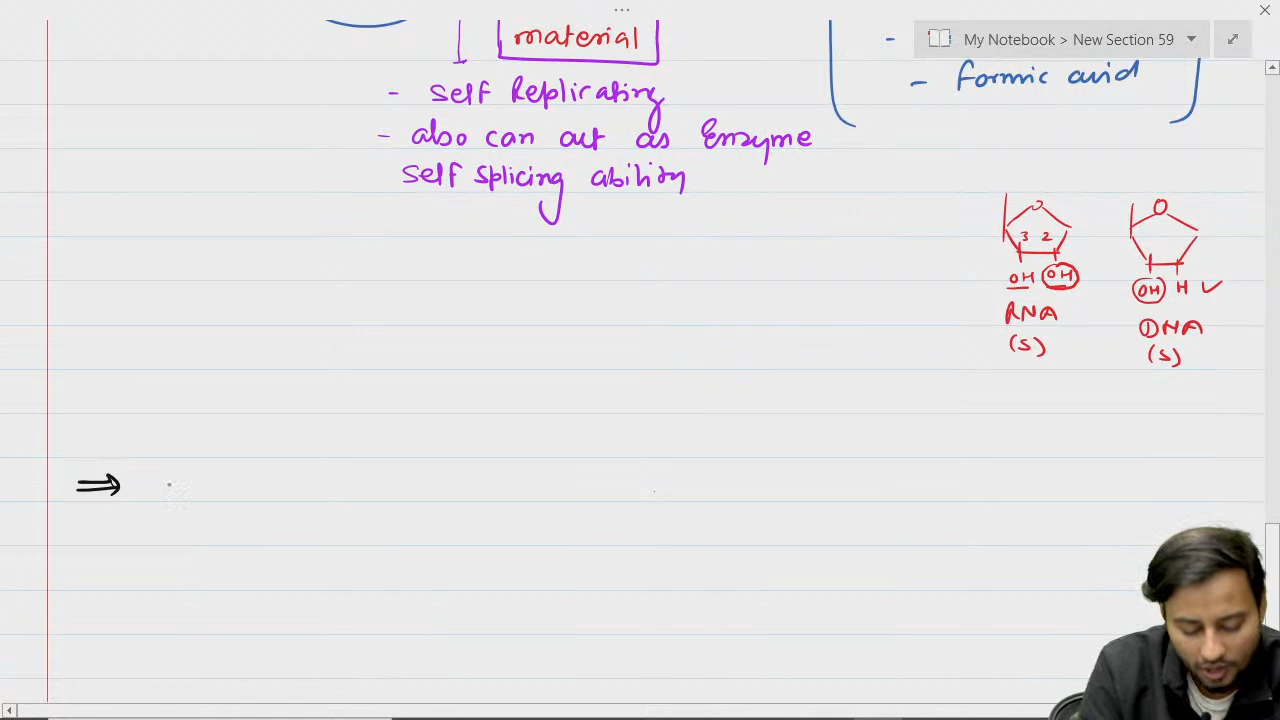 My Notebook > New Section 59
material
- Self Replicating
- also can act as Enzyme
Self splicing ability
-
- Formic acid
O
3 2
OH OH
RNA
(S)
O
OH H ✓
DNA
(S)
⇒